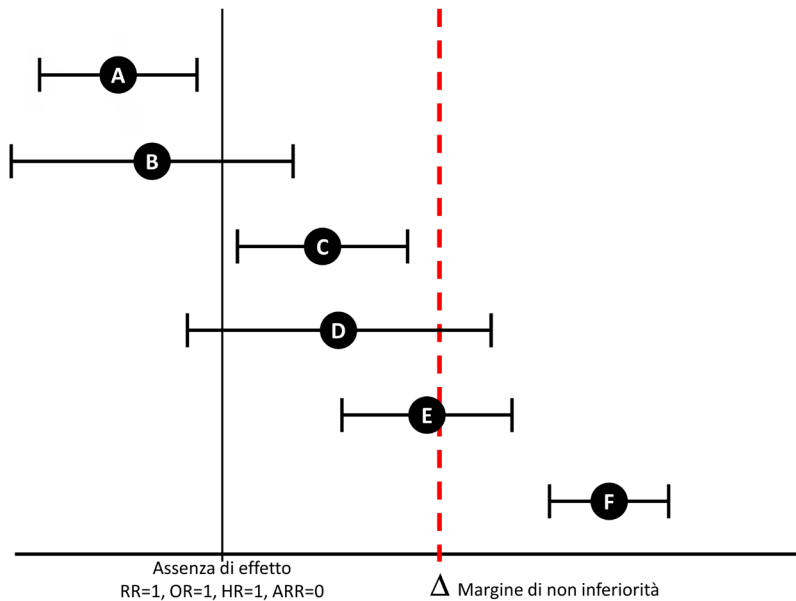 A
B
C
D
E
F
Assenza di effetto
RR=1, OR=1, HR=1, ARR=0
Δ Margine di non inferiorità